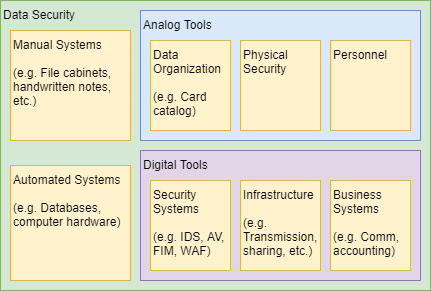 Data Security
Manual Systems
(e.g. File cabinets,
handwritten notes,
etc.)
Analog Tools
Data
Organization
(e.g. Card
catalog)
Physical
Security
Personnel
Automated Systems
(e.g. Databases,
computer hardware)
Digital Tools
Security
Systems
(e.g. IDS, AV,
FIM, WAF)
Infrastructure
(e.g.
Transmission,
sharing, etc.)
Business
Systems
(e.g. Comm,
accounting)